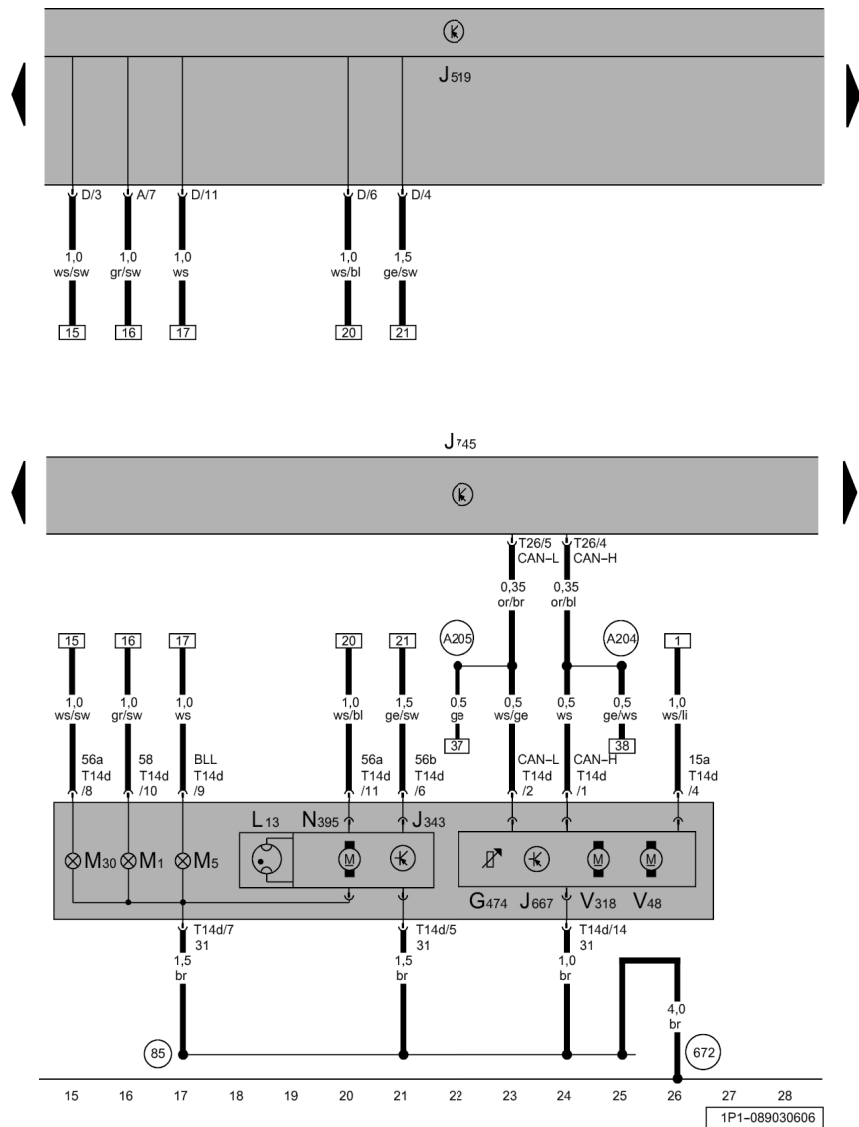 J519
D/3 A/7 D/11 D/6 D/4
1,0 1,0 1,0 1,0 1,5
ws/sw gr/sw ws ws/bl ge/sw
15 16 17 20 21
J745
T26/5 T26/4
CAN-L CAN-H
0,35 0,35
or/br or/bl
15 16 17 20 21 A205 A204 1
1,0 1,0 1,0 1,0 1,5 0,5 0,5 0,5 0,5 1,0
ws/sw gr/sw ws ws/bl ge/sw ge ws/ge ws ge/ws ws/li
37 38
56a 58 BLL 56a 56b CAN-L CAN-H 15a
T14d T14d T14d T14d T14d T14d T14d T14d
/8 /10 /9 /11 /6 /2 /1 /4
L13 N395 J343
M30 M1 M5 M M M
G474 J667 V318 V48
T14d/7 T14d/5 T14d/14
31 31 31
1,5 1,5 1,0
br br br
4,0
br
85 672
15 16 17 18 19 20 21 22 23 24 25 26 27 28
1P1-089030606